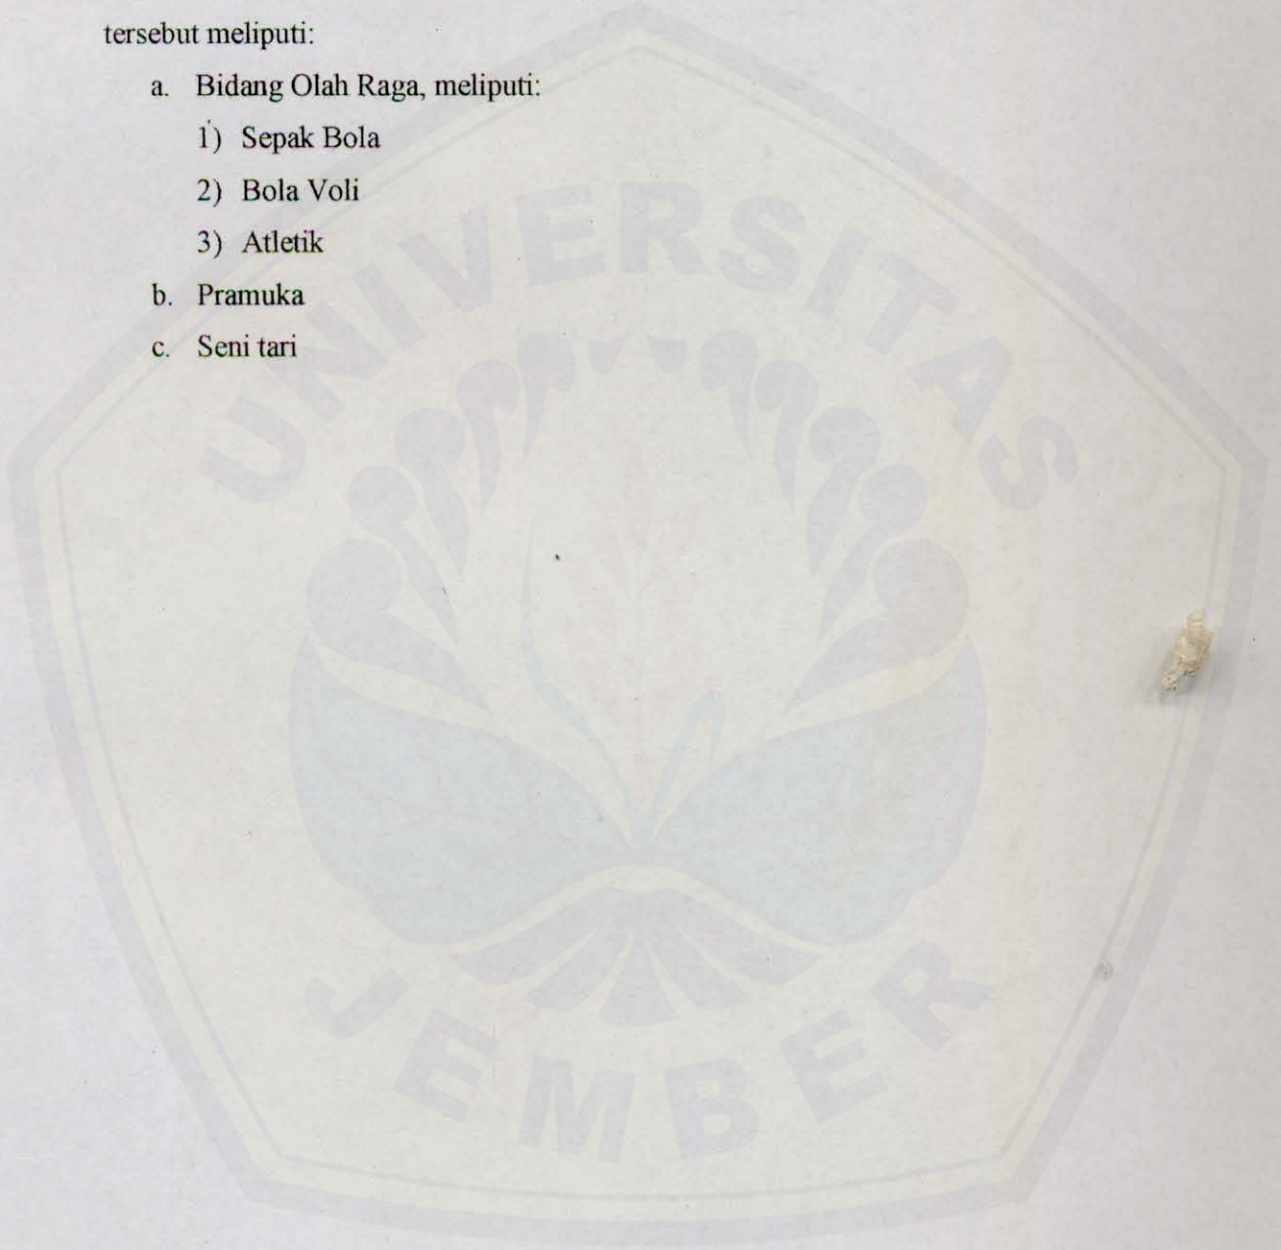 tersebut meliputi:
a. Bidang Olah Raga, meliputi:
1) Sepak Bola
2) Bola Voli
3) Atletik
b. Pramuka
c. Seni tari
UNIVERSITAS
JEMBER